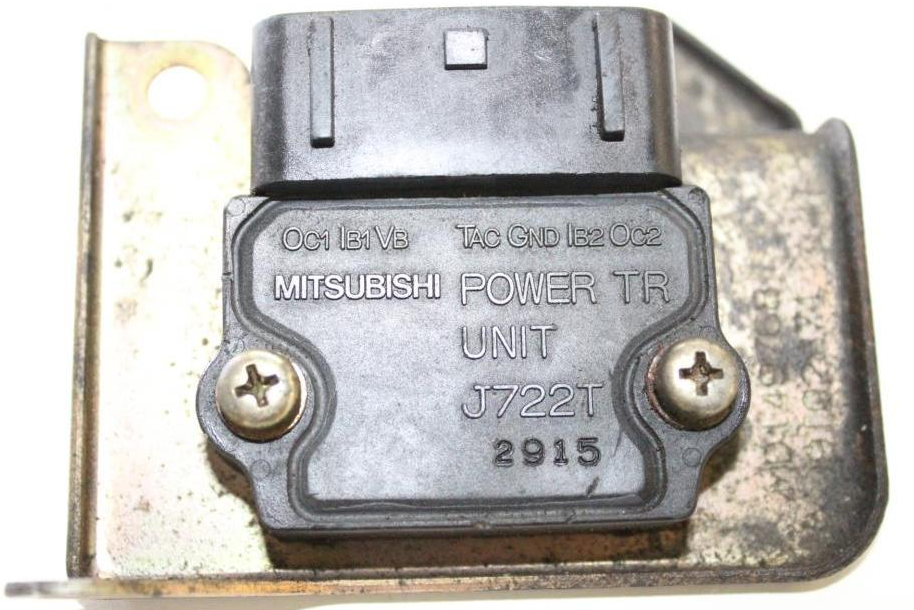 OC1 IB1 VB TAC GND IB2 OC2
MITSUBISHI POWER TR
UNIT
J722T
2915